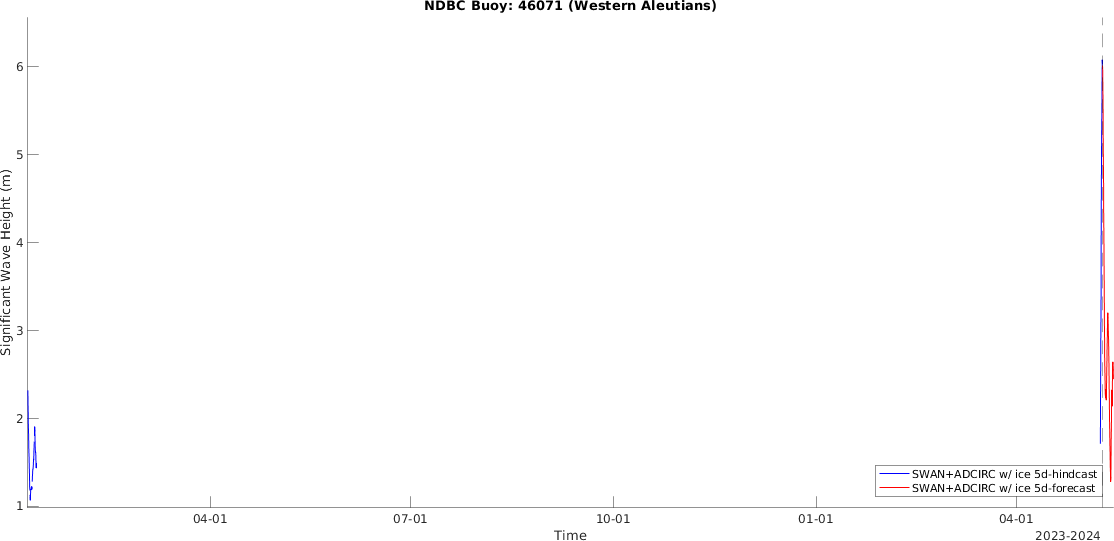 NDBC Buoy: 46071 (Western Aleutians)
Significant Wave Height (m)
6
5
4
3
2
1
04-01
07-01
10-01
01-01
04-01
Time
2023-2024
SWAN+ADCIRC w/ ice 5d-hindcast
SWAN+ADCIRC w/ ice 5d-forecast